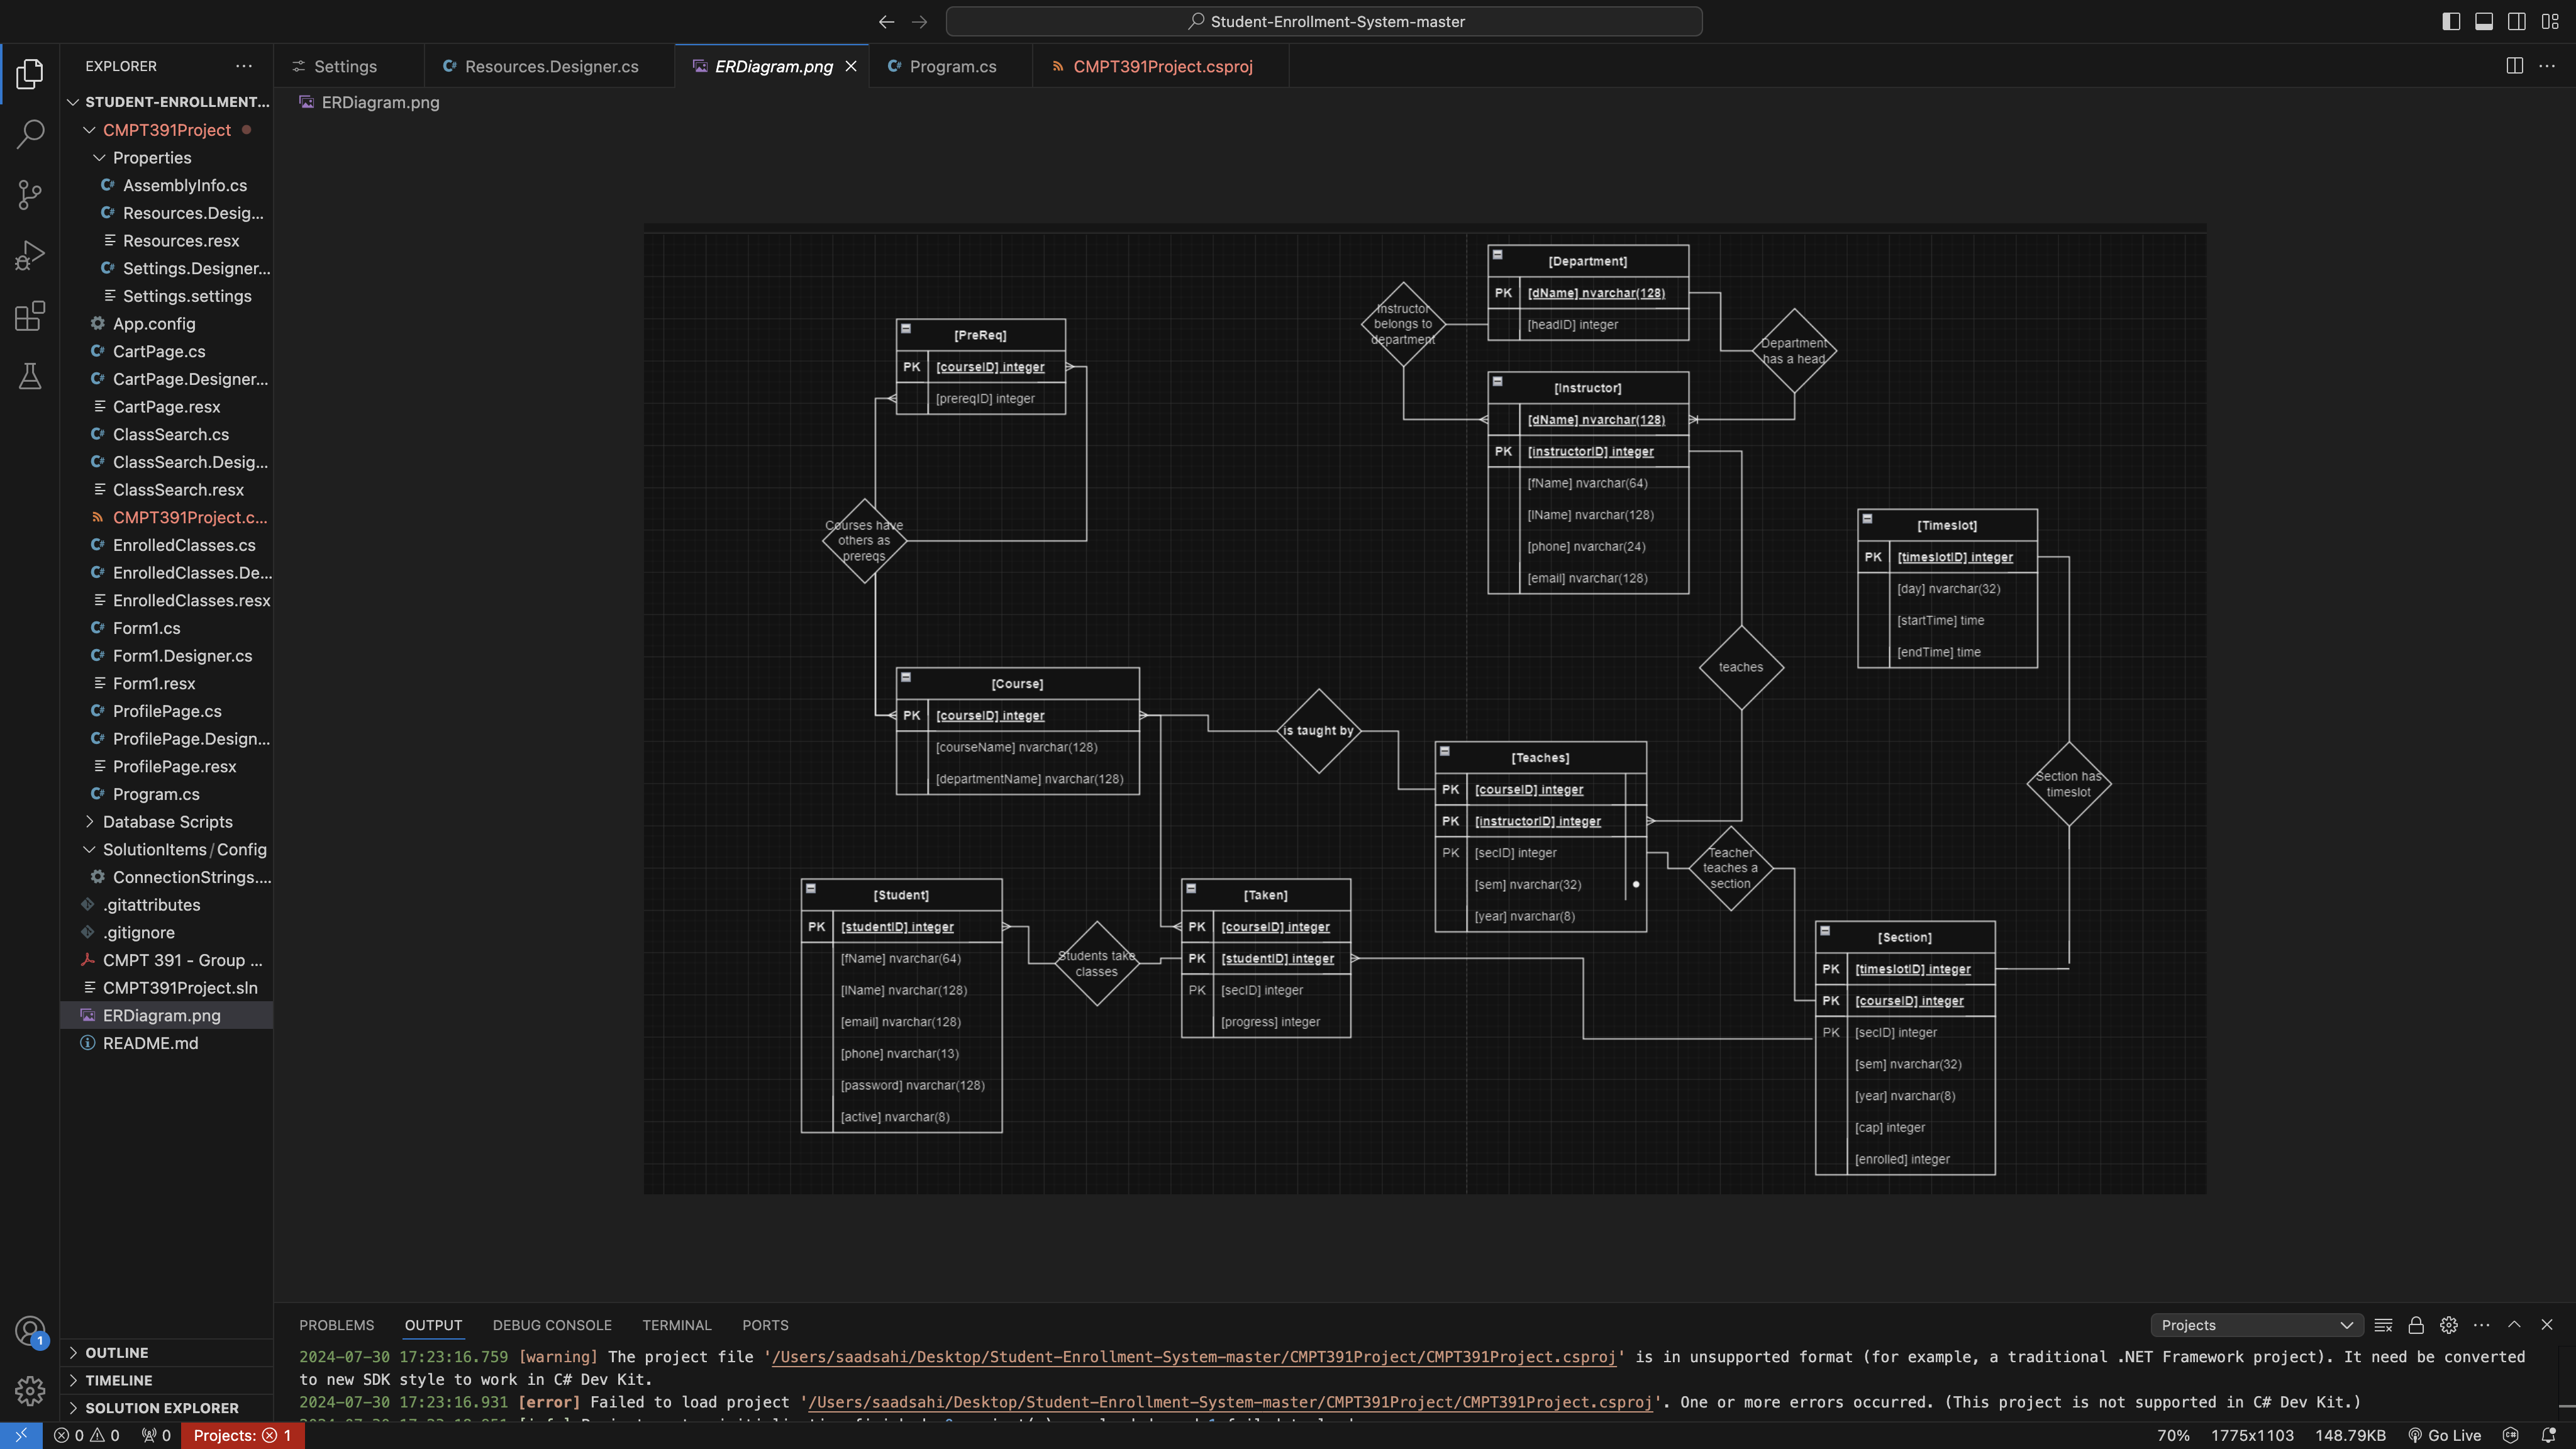 Student-Enrollment-System-master
EXPLORER
Settings
Resources.Designer.cs
ERDiagram.png
Program.cs
CMPT391Project.csproj
ERDiagram.png
STUDENT-ENROLLMENT...
CMPT391Project
Properties
AssemblyInfo.cs
Resources.Desig...
Resources.resx
Settings.Designer...
Settings.settings
App.config
CartPage.cs
CartPage.Designer...
CartPage.resx
ClassSearch.cs
ClassSearch.Desig...
ClassSearch.resx
CMPT391Project.c...
EnrolledClasses.cs
EnrolledClasses.De...
EnrolledClasses.resx
Form1.cs
Form1.Designer.cs
Form1.resx
ProfilePage.cs
ProfilePage.Design...
ProfilePage.resx
Program.cs
Database Scripts
SolutionItems / Config
ConnectionStrings....
.gitattributes
.gitignore
CMPT 391 - Group ...
CMPT391Project.sln
ERDiagram.png
README.md
OUTLINE
TIMELINE
SOLUTION EXPLORER
[Department]
PK [dName] nvarchar(128)
[headID] integer
Instructor
belongs to
department
Department
has a head
[PreReq]
PK [courseID] integer
[prereqID] integer
[Instructor]
[dName] nvarchar(128)
PK [instructorID] integer
[fName] nvarchar(64)
[lName] nvarchar(128)
[phone] nvarchar(24)
[email] nvarchar(128)
Courses have
others as
prereqs
[Timeslot]
PK [timeslotID] integer
[day] nvarchar(32)
[startTime] time
[endTime] time
teaches
[Course]
PK [courseID] integer
[courseName] nvarchar(128)
[departmentName] nvarchar(128)
is taught by
[Teaches]
PK [courseID] integer
PK [instructorID] integer
PK [secID] integer
[sem] nvarchar(32)
[year] nvarchar(8)
Section has
timeslot
Teacher
teaches a
section
[Student]
PK [studentID] integer
[fName] nvarchar(64)
[lName] nvarchar(128)
[email] nvarchar(128)
[phone] nvarchar(13)
[password] nvarchar(128)
[active] nvarchar(8)
Students take
classes
[Taken]
PK [courseID] integer
PK [studentID] integer
PK [secID] integer
[progress] integer
[Section]
PK [timeslotID] integer
PK [courseID] integer
PK [secID] integer
[sem] nvarchar(32)
[year] nvarchar(8)
[cap] integer
[enrolled] integer
PROBLEMS OUTPUT DEBUG CONSOLE TERMINAL PORTS
Projects
2024-07-30 17:23:16.759 [warning] The project file '/Users/saadsahi/Desktop/Student-Enrollment-System-master/CMPT391Project/CMPT391Project.csproj' is in unsupported format (for example, a traditional .NET Framework project). It need be converted
to new SDK style to work in C# Dev Kit.
2024-07-30 17:23:16.931 [error] Failed to load project '/Users/saadsahi/Desktop/Student-Enrollment-System-master/CMPT391Project/CMPT391Project.csproj'. One or more errors occurred. (This project is not supported in C# Dev Kit.)
1
0 0 0 Projects: 1
70% 1775x1103 148.79KB Go Live